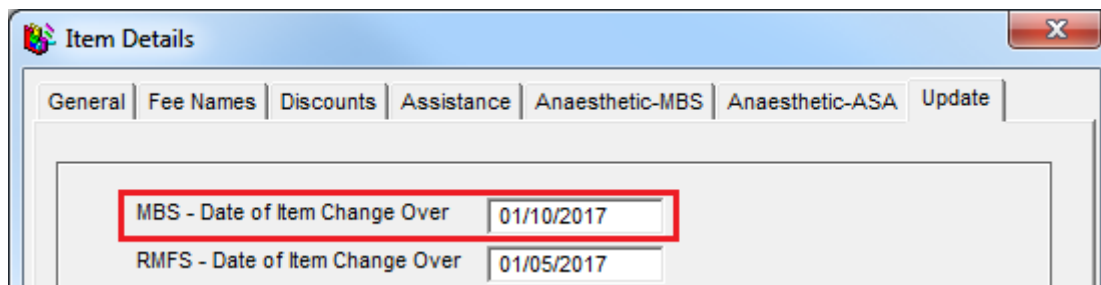 Item Details
General Fee Names Discounts Assistance Anaesthetic-MBS Anaesthetic-ASA Update
MBS - Date of Item Change Over 01/10/2017
RMFS - Date of Item Change Over 01/05/2017